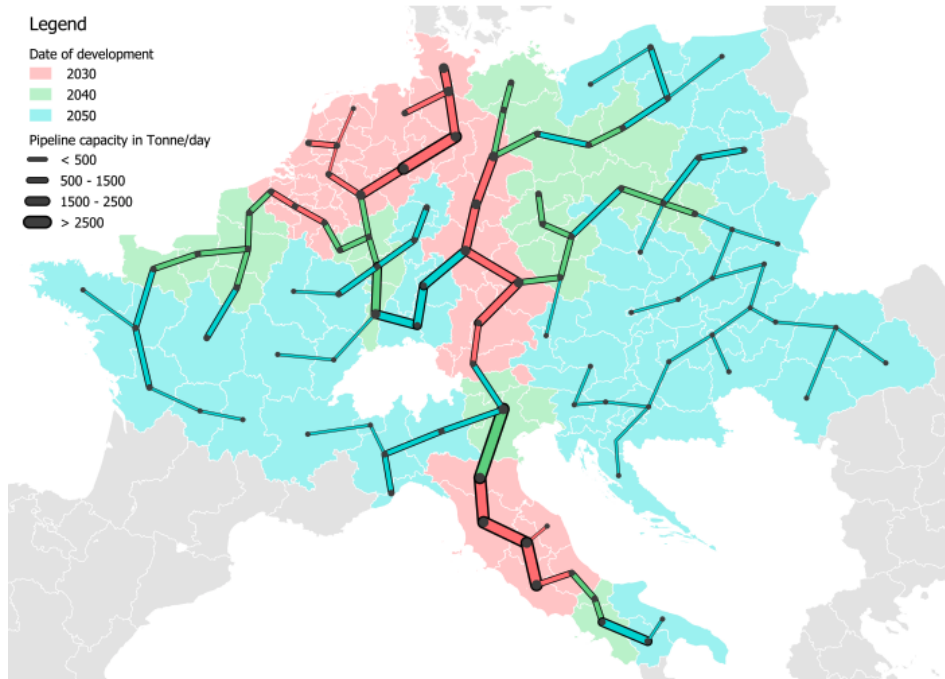 Legend
Date of development
2030
2040
2050
Pipeline capacity in Tonne/day
< 500
500 - 1500
1500 - 2500
> 2500